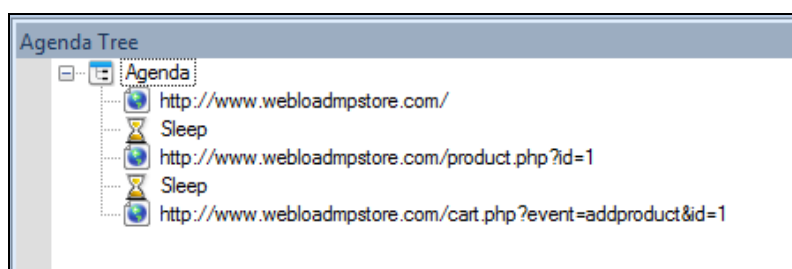 Agenda Tree
Agenda
http://www.webloadmpstore.com/
Sleep
http://www.webloadmpstore.com/product.php?id=1
Sleep
http://www.webloadmpstore.com/cart.php?event=addproduct&id=1